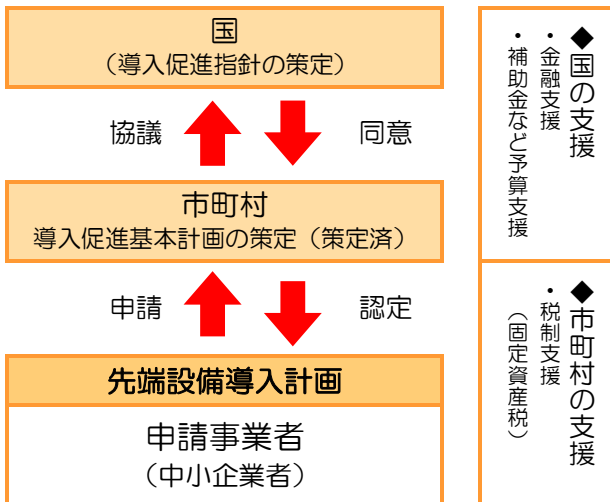 国
（導入促進指針の策定）
協議
同意
市町村
導入促進基本計画の策定（策定済）
申請
認定
先端設備導入計画
申請事業者
（中小企業者）
◆国の支援
・金融支援
・補助金など予算支援
◆市町村の支援
・税制支援
（固定資産税）